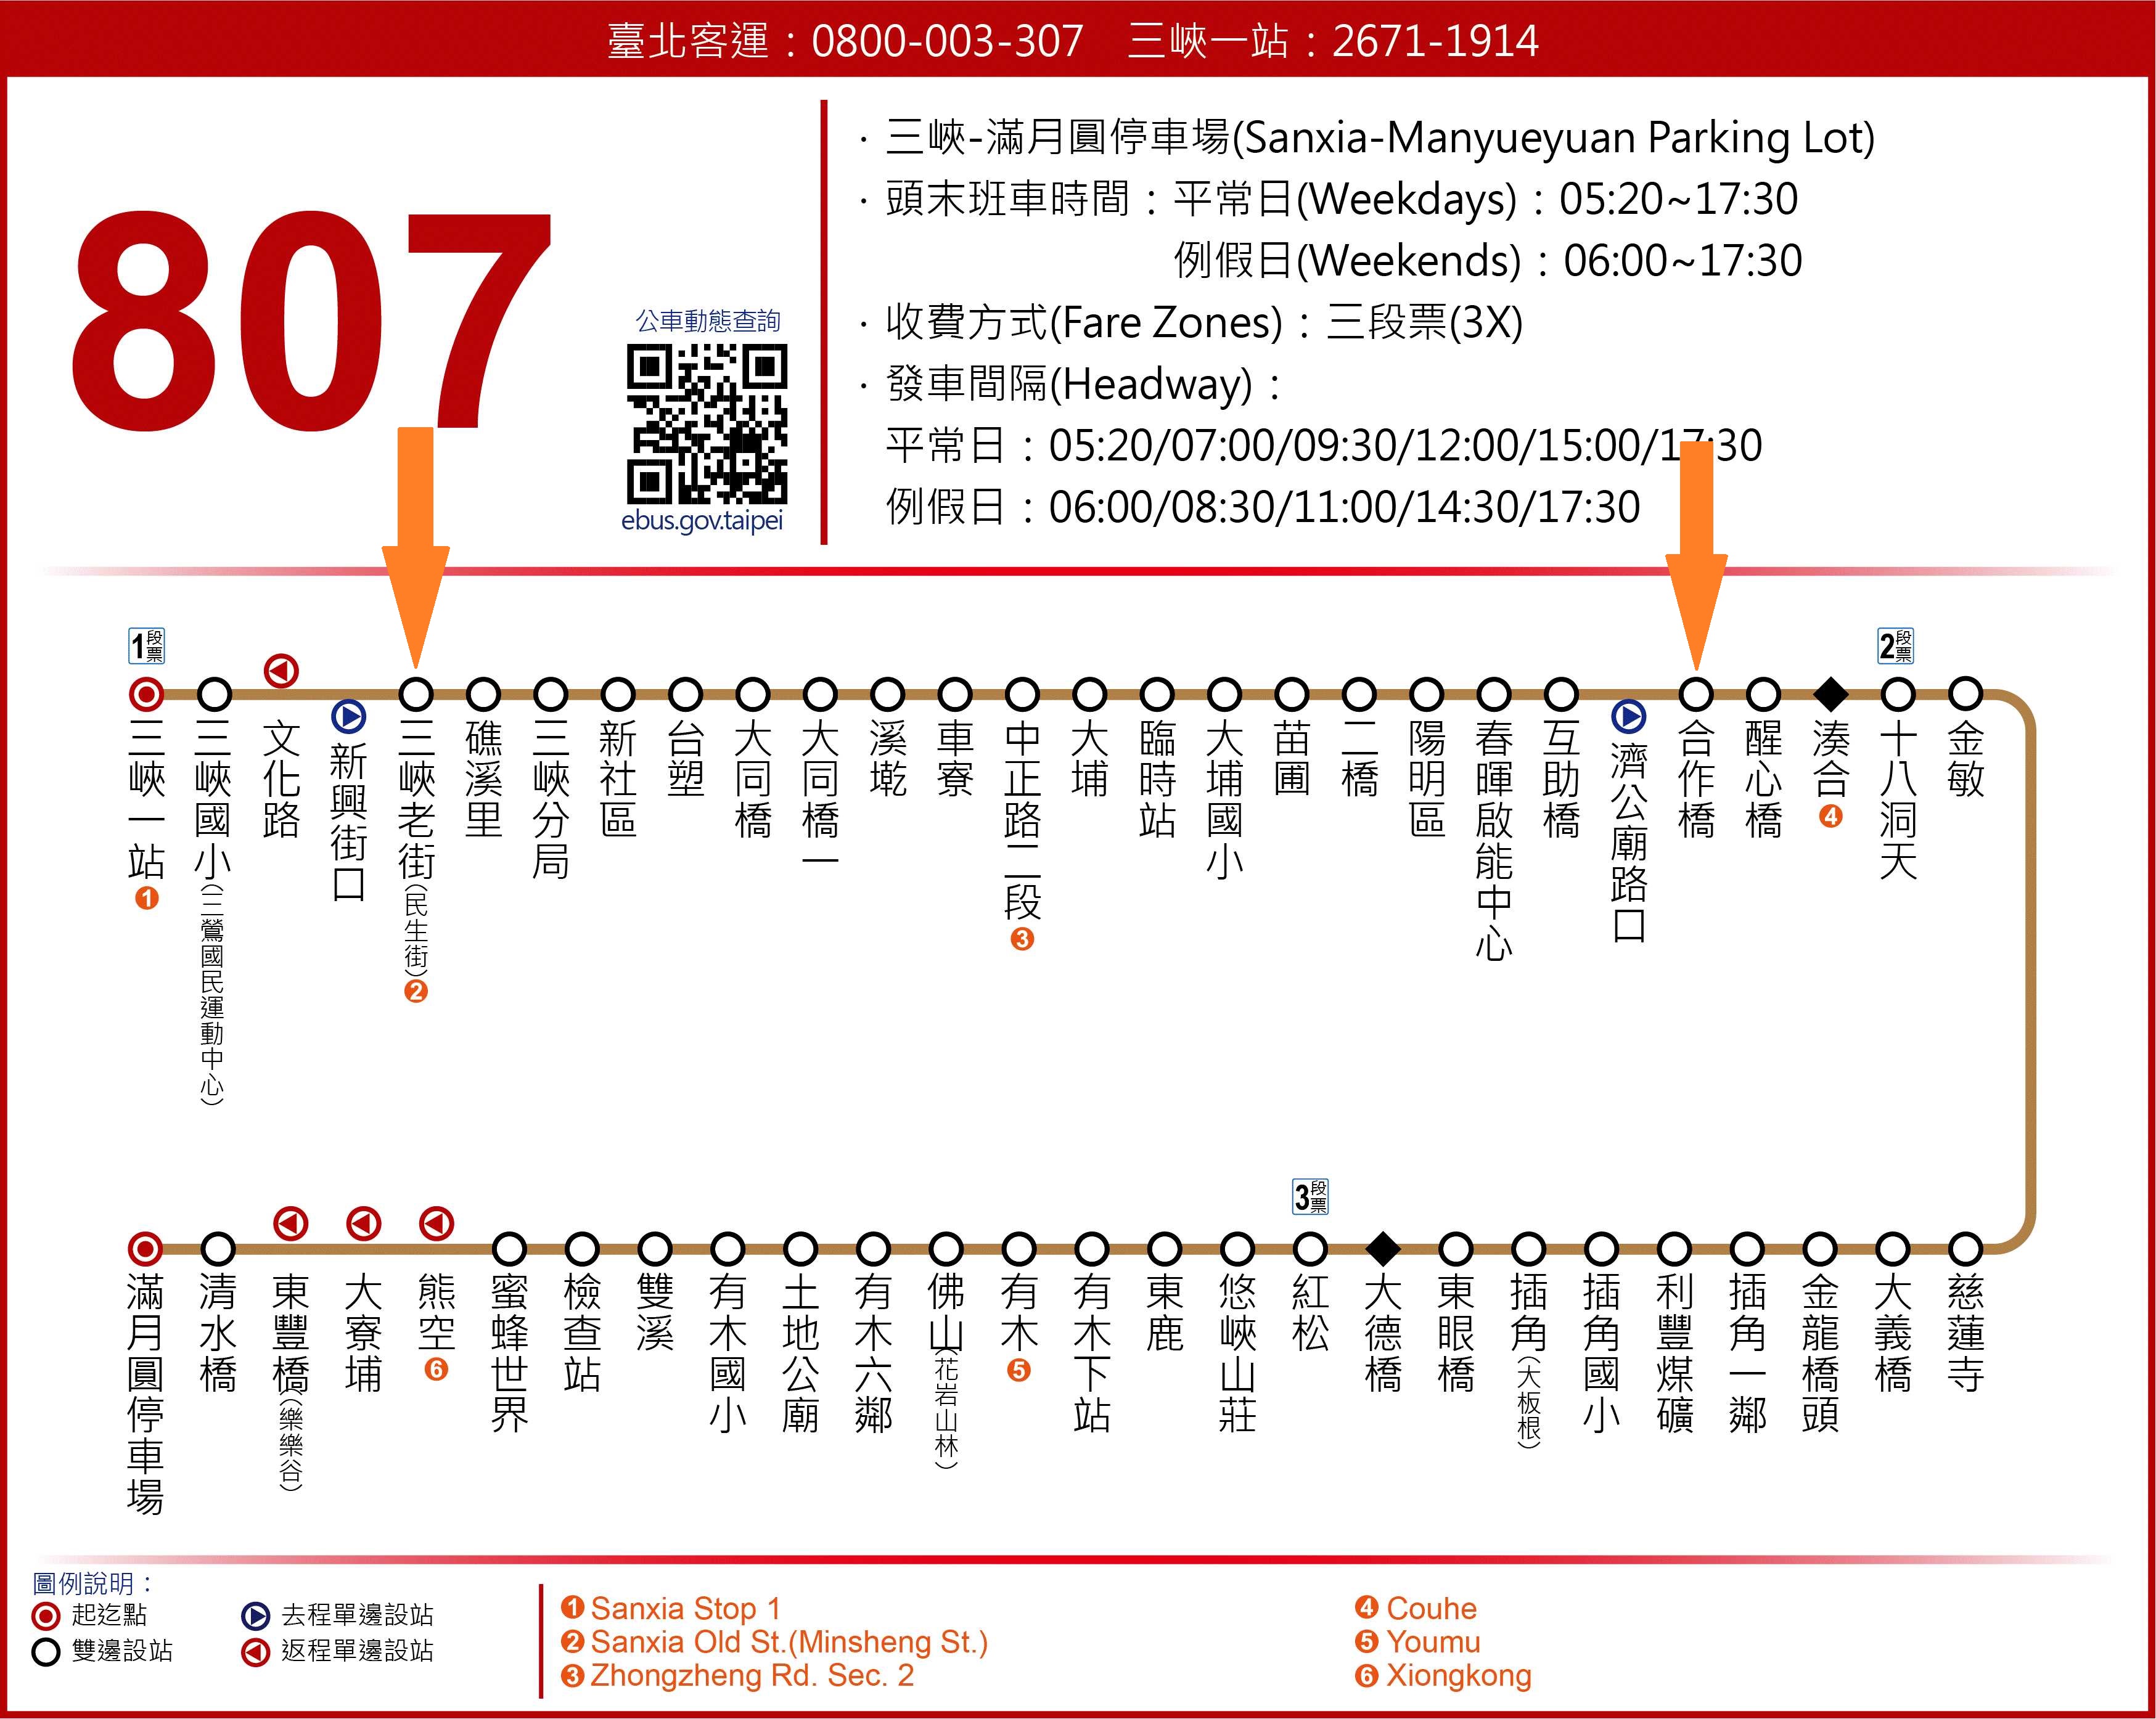 臺北客運：0800-003-307　三峽一站：2671-1914
807
公車動態查詢
ebus.gov.taipei
· 三峽-滿月圓停車場(Sanxia-Manyueyuan Parking Lot)
· 頭末班車時間：平常日(Weekdays)：05:20~17:30
例假日(Weekends)：06:00~17:30
· 收費方式(Fare Zones)：三段票(3X)
· 發車間隔(Headway)：
平常日：05:20/07:00/09:30/12:00/15:00/17:30
例假日：06:00/08:30/11:00/14:30/17:30
1段票
2段票
三峽一站1
三峽國小(三鶯國民運動中心)
文化路
新興街口
三峽老街(民生街)2
礁溪里
三峽分局
新社區
台塑
大同橋
大同橋一
溪墘
車寮
中正路二段3
大埔
臨時站
大埔國小
苗圃
二橋
陽明區
春暉啟能中心
互助橋
濟公廟路口
合作橋
醒心橋
湊合4
十八洞天
金敏
3段票
滿月圓停車場
清水橋
東豐橋(樂樂谷)
大寮埔
熊空6
蜜蜂世界
檢查站
雙溪
有木國小
土地公廟
有木六鄰
佛山(花岩山林)
有木5
有木下站
東鹿
悠峽山莊
紅松
大德橋
東眼橋
插角(大板根)
插角國小
利豐煤礦
插角一鄰
金龍橋頭
大義橋
慈蓮寺
圖例說明：
起迄點
雙邊設站
去程單邊設站
返程單邊設站
1 Sanxia Stop 1
2 Sanxia Old St.(Minsheng St.)
3 Zhongzheng Rd. Sec. 2
4 Couhe
5 Youmu
6 Xiongkong